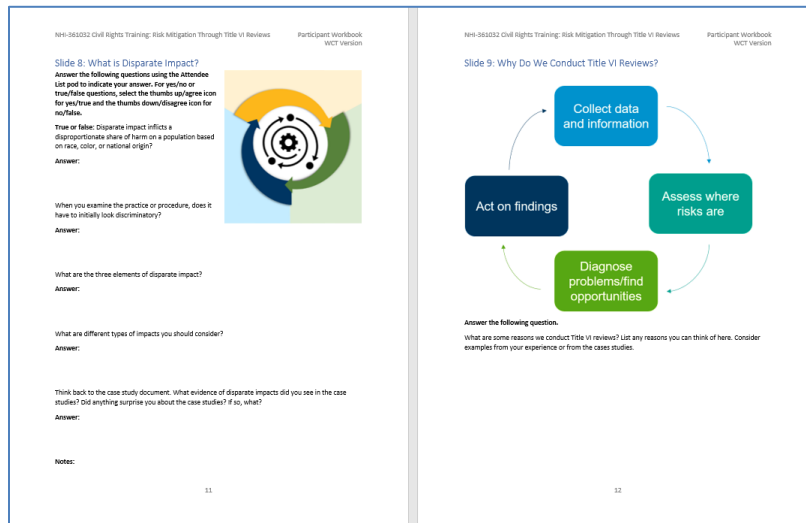 NHI-361032 Civil Rights Training: Risk Mitigation Through Title VI Reviews Participant Workbook
WCT Version
Slide 8: What is Disparate Impact?
Answer the following questions using the Attendee
List pod to indicate your answer. For yes/no or
true/false questions, select the thumbs up/agree icon
for yes/true and the thumbs down/disagree icon for
no/false.
True or false: Disparate impact inflicts a
disproportionate share of harm on a population based
on race, color, or national origin?
Answer:
When you examine the practice or procedure, does it
have to initially look discriminatory?
Answer:
What are the three elements of disparate impact?
Answer:
What are different types of impacts you should consider?
Answer:
Think back to the case study document. What evidence of disparate impacts did you see in the case
studies? Did anything surprise you about the case studies? If so, what?
Answer:
Notes:
11
NHI-361032 Civil Rights Training: Risk Mitigation Through Title VI Reviews Participant Workbook
WCT Version
Slide 9: Why Do We Conduct Title VI Reviews?
Collect data
and information
Assess where
risks are
Diagnose
problems/find
opportunities
Act on findings
Answer the following question.
What are some reasons we conduct Title VI reviews? List any reasons you can think of here. Consider
examples from your experience or from the cases studies.
12